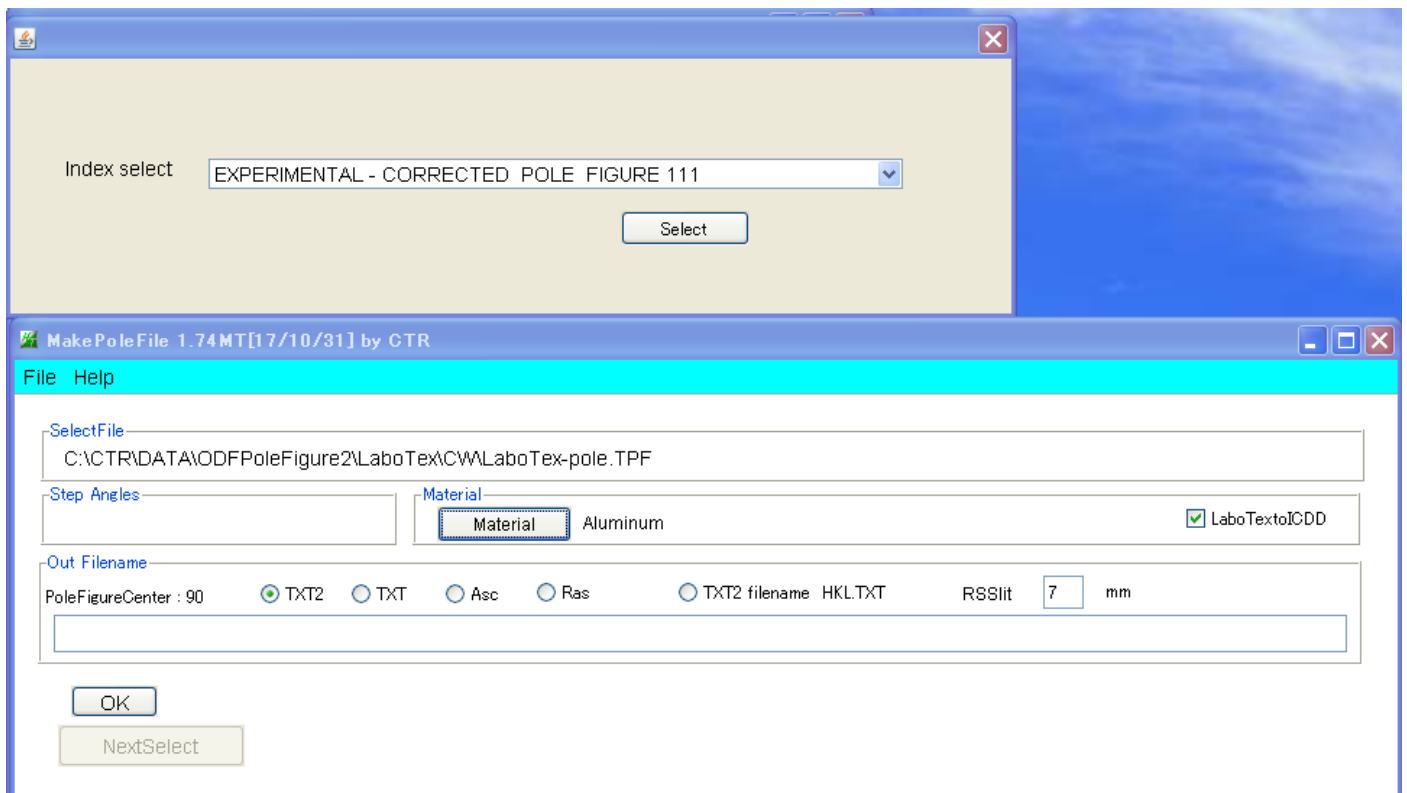 Index select EXPERIMENTAL - CORRECTED POLE FIGURE 111
Select
MakePoleFile 1.74MT[17/10/31] by CTR
File Help
SelectFile
C:\CTR\DATA\ODFPoleFigure2\LaboTex\CW\LaboTex-pole.TPF
Step Angles Material
Material Aluminum LaboTextoICDD
Out Filename
PoleFigureCenter : 90 TXT2 TXT Asc Ras TXT2 filename HKL.TXT RSSlit 7 mm
OK
NextSelect